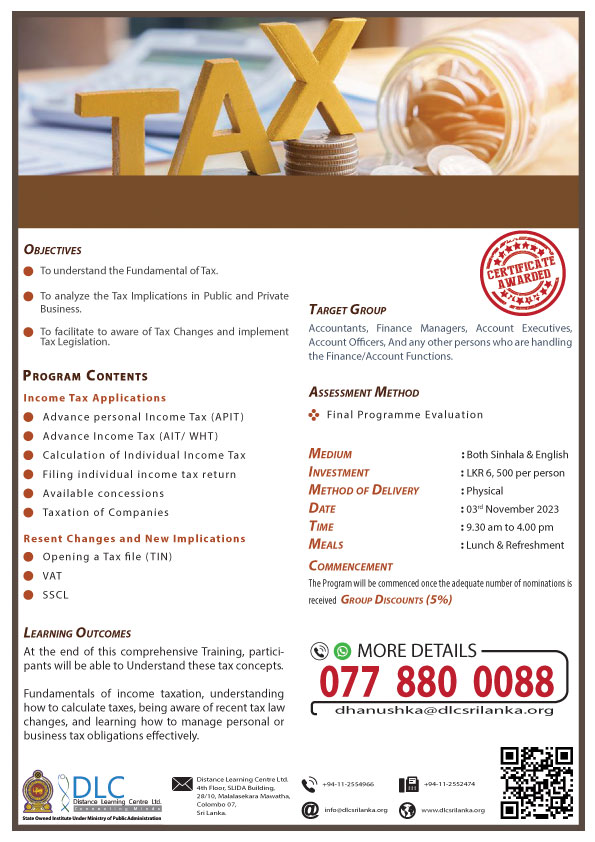 TAX
OBJECTIVES
To understand the Fundamental of Tax.
To analyze the Tax Implications in Public and Private
Business.
To facilitate to aware of Tax Changes and implement
Tax Legislation.
PROGRAM CONTENTS
Income Tax Applications
Advance personal Income Tax (APIT)
Advance Income Tax (AIT/ WHT)
Calculation of Individual Income Tax
Filing individual income tax return
Available concessions
Taxation of Companies
Resent Changes and New Implications
Opening a Tax file (TIN)
VAT
SSCL
LEARNING OUTCOMES
At the end of this comprehensive Training, partici-
pants will be able to Understand these tax concepts.
Fundamentals of income taxation, understanding
how to calculate taxes, being aware of recent tax law
changes, and learning how to manage personal or
business tax obligations effectively.
CERTIFICATE
AWARDED
TARGET GROUP
Accountants, Finance Managers, Account Executives,
Account Officers, And any other persons who are handling
the Finance/Account Functions.
ASSESSMENT METHOD
Final Programme Evaluation
MEDIUM : Both Sinhala & English
INVESTMENT : LKR 6, 500 per person
METHOD OF DELIVERY : Physical
DATE : 03rd November 2023
TIME : 9.30 am to 4.00 pm
MEALS : Lunch & Refreshment
COMMENCEMENT
The Program will be commenced once the adequate number of nominations is
received GROUP DISCOUNTS (5%)
MORE DETAILS
077 880 0088
dhanushka@dlcsrilanka.org
DLC
Distance Learning Centre Ltd.
Connecting Minds
State Owned Institute Under Ministry of Public Administration
Distance Learning Centre Ltd.
4th Floor, SLIDA Building,
28/10, Malalasekara Mawatha,
Colombo 07,
Sri Lanka.
+94-11-2554966
+94-11-2552474
info@dlcsrilanka.org
www.dlcsrilanka.org